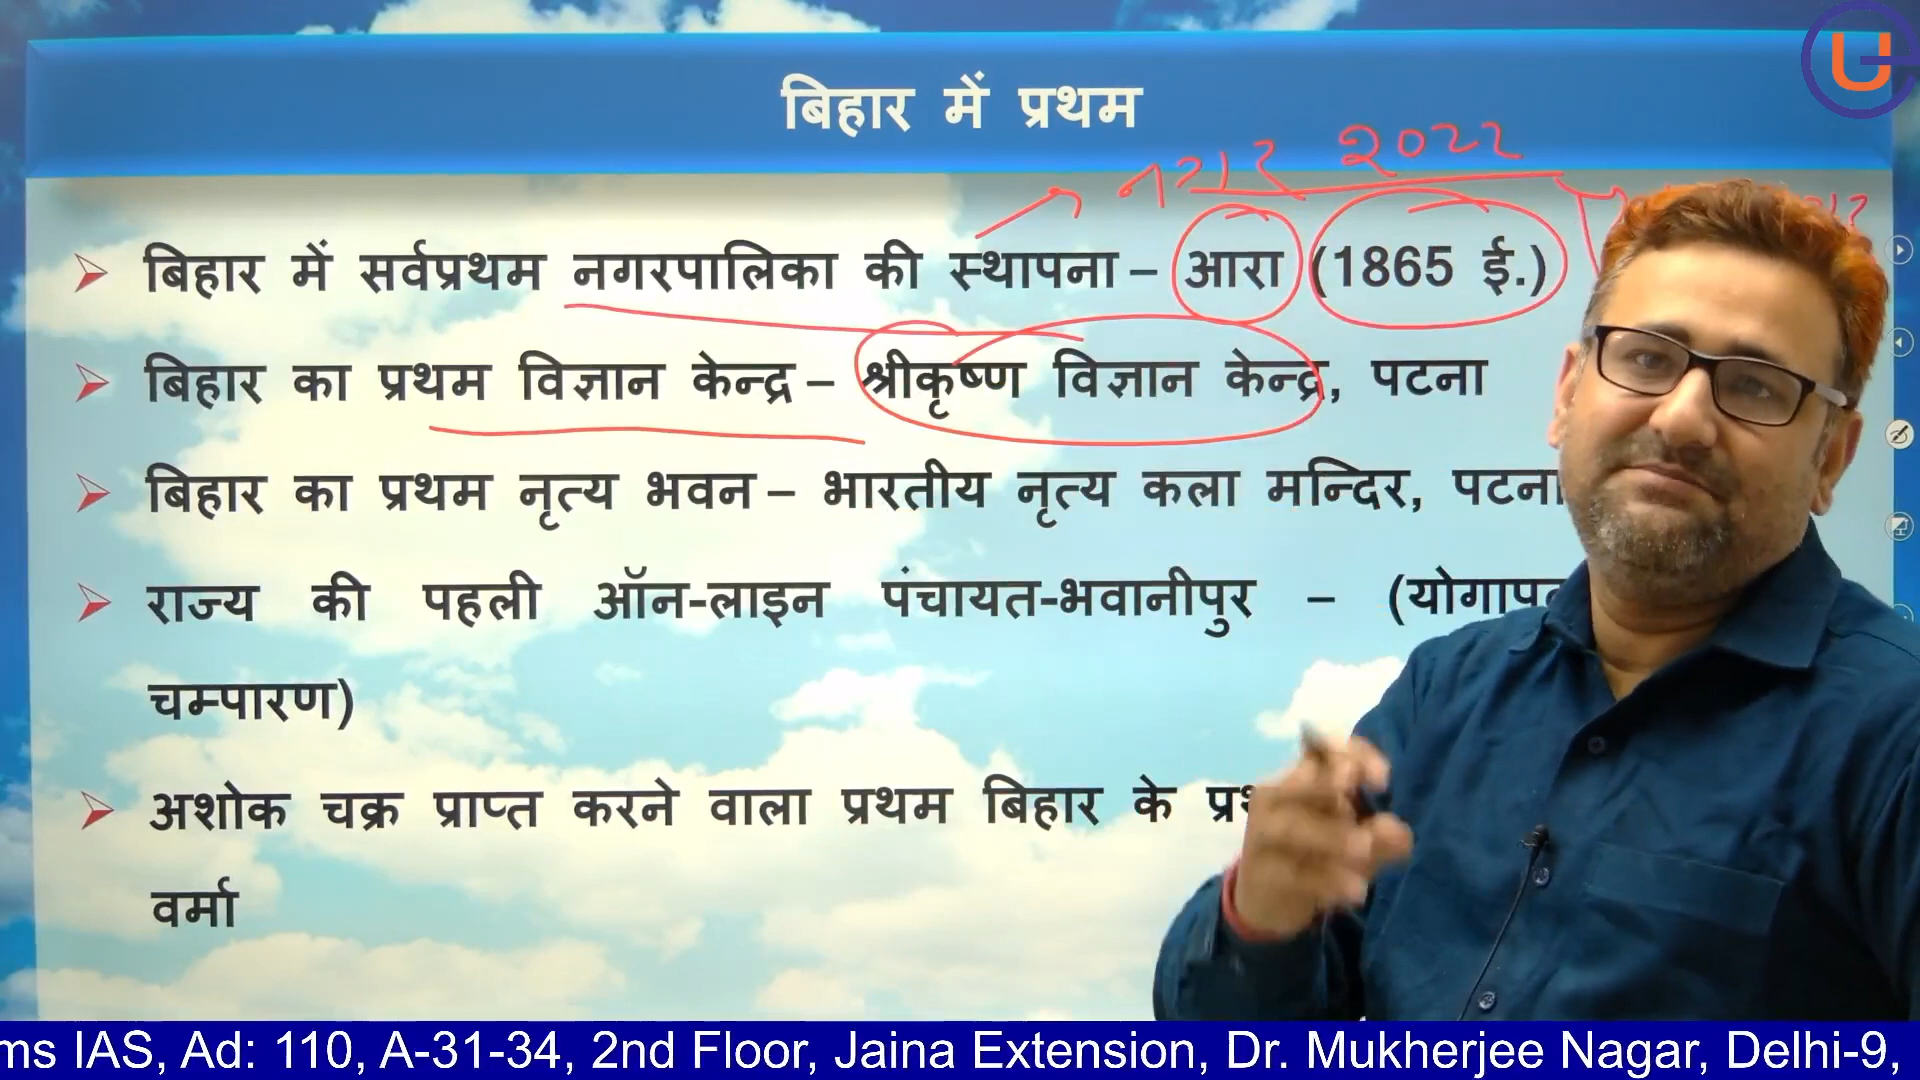 बिहार में प्रथम
2022
बिहार में सर्वप्रथम नगरपालिका की स्थापना – आरा (1865 ई.)
बिहार का प्रथम विज्ञान केन्द्र – श्रीकृष्ण विज्ञान केन्द्र, पटना
बिहार का प्रथम नृत्य भवन – भारतीय नृत्य कला मन्दिर, पटना
राज्य की पहली ऑन-लाइन पंचायत-भवानीपुर –
चम्पारण)
अशोक चक्र प्राप्त करने वाला प्रथम बिहार के
वर्मा
ms IAS, Ad: 110, A-31-34, 2nd Floor, Jaina Extension, Dr. Mukherjee Nagar, Delhi-9,